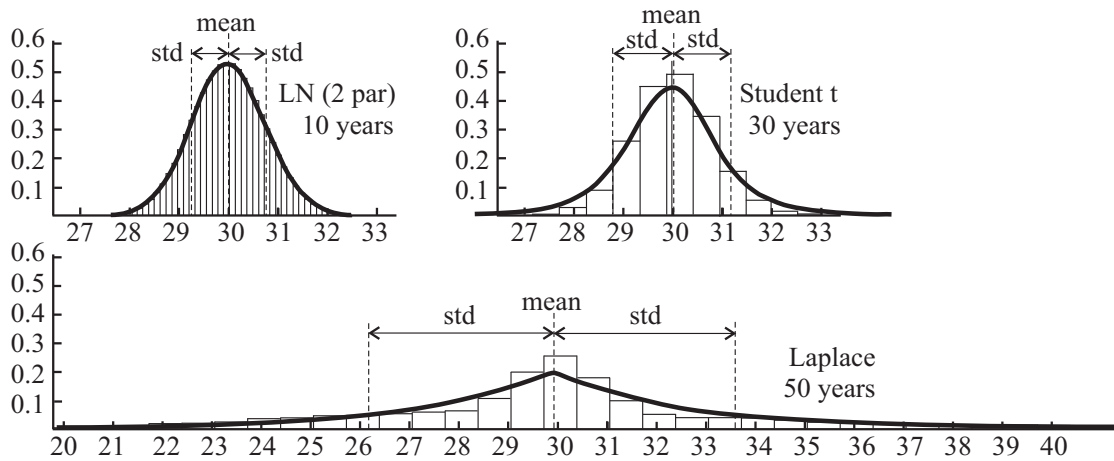 mean
std std
0.6
0.5
0.4
0.3
0.2
0.1
LN (2 par)
10 years
27 28 29 30 31 32 33
mean
std std
0.6
0.5
0.4
0.3
0.2
0.1
Student t
30 years
27 28 29 30 31 32 33
mean
std std
0.6
0.5
0.4
0.3
0.2
0.1
Laplace
50 years
20 21 22 23 24 25 26 27 28 29 30 31 32 33 34 35 36 37 38 39 40